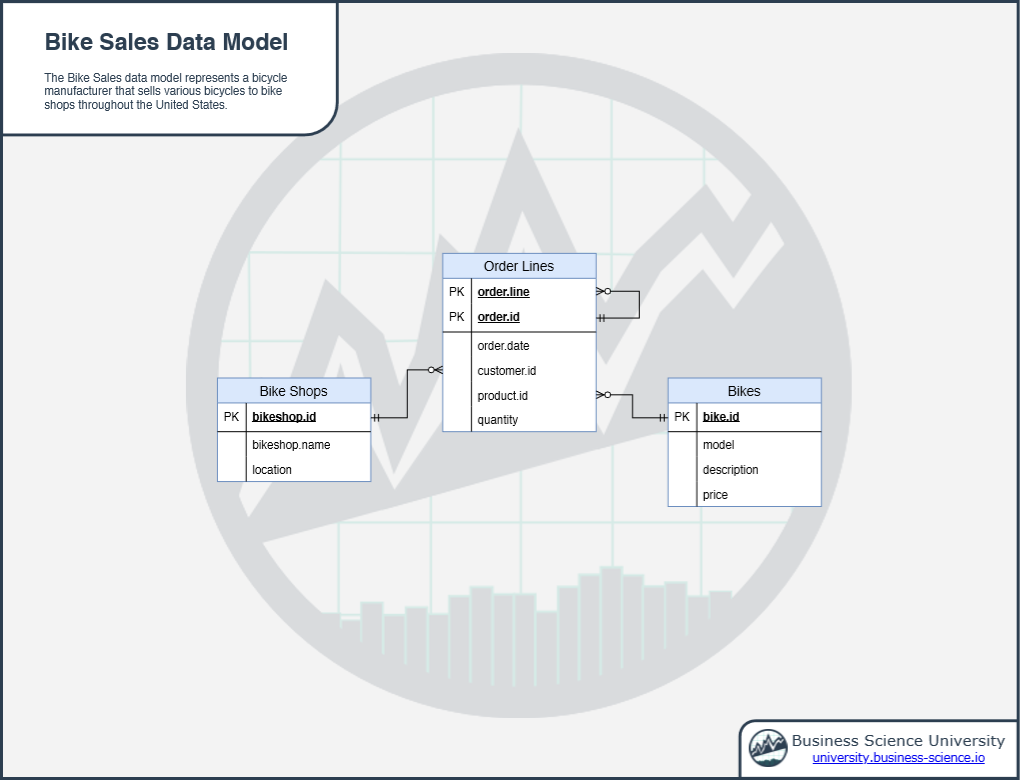 Bike Sales Data Model
The Bike Sales data model represents a bicycle
manufacturer that sells various bicycles to bike
shops throughout the United States.
Order Lines
PK order.line
PK order.id
order.date
customer.id
product.id
quantity
Bike Shops
PK bikeshop.id
bikeshop.name
location
Bikes
PK bike.id
model
description
price
Business Science University
university.business-science.io